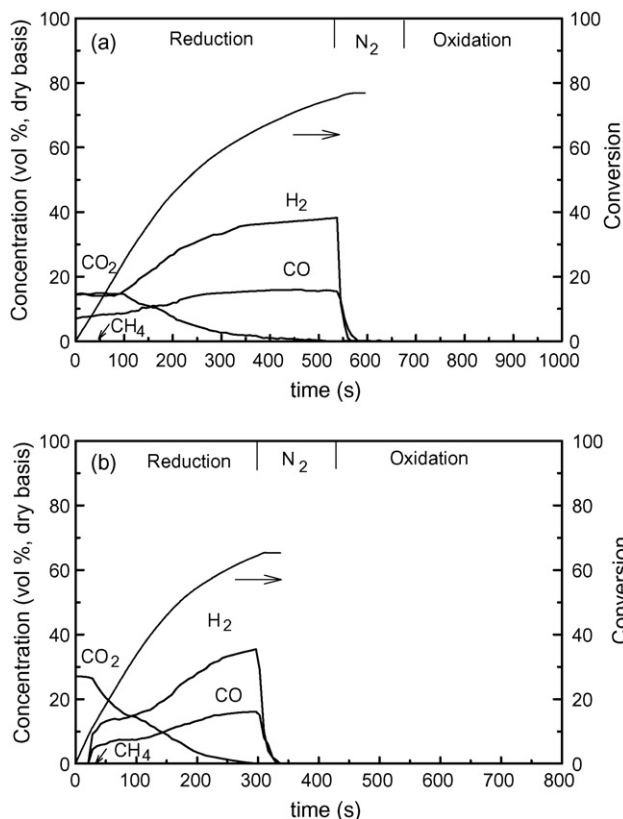 (a) Reduction N₂ Oxidation
Concentration (vol %, dry basis)
100
80
60
40
20
0
H₂
CO₂
CO
CH₄
Conversion
100
80
60
40
20
0
0 100 200 300 400 500 600 700 800 900 1000
time (s)
(b) Reduction N₂ Oxidation
Concentration (vol %, dry basis)
100
80
60
40
20
0
H₂
CO₂
CO
CH₄
Conversion
100
80
60
40
20
0
0 100 200 300 400 500 600 700 800
time (s)